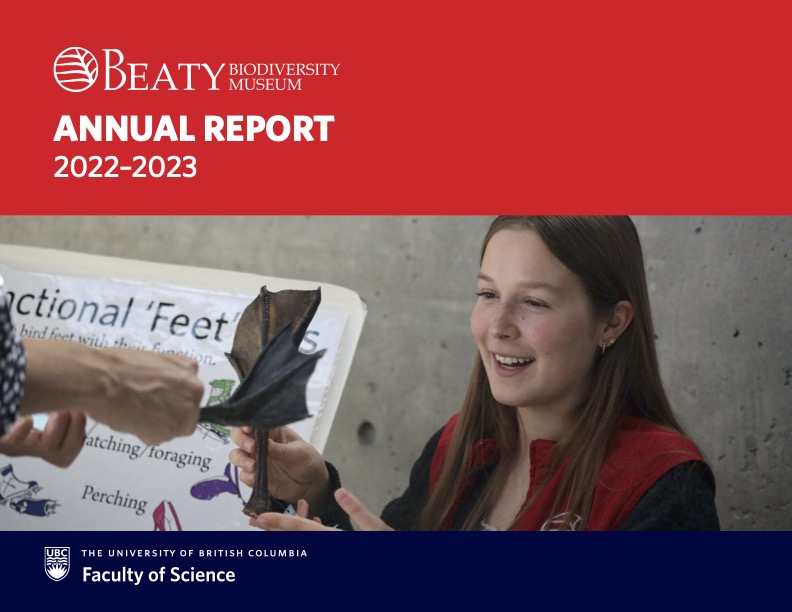 BEATY BIODIVERSITY
MUSEUM
ANNUAL REPORT
2022–2023
ctional 'Feet' s
bird feet with their function.
atching/foraging
Perching
UBC
THE UNIVERSITY OF BRITISH COLUMBIA
Faculty of Science